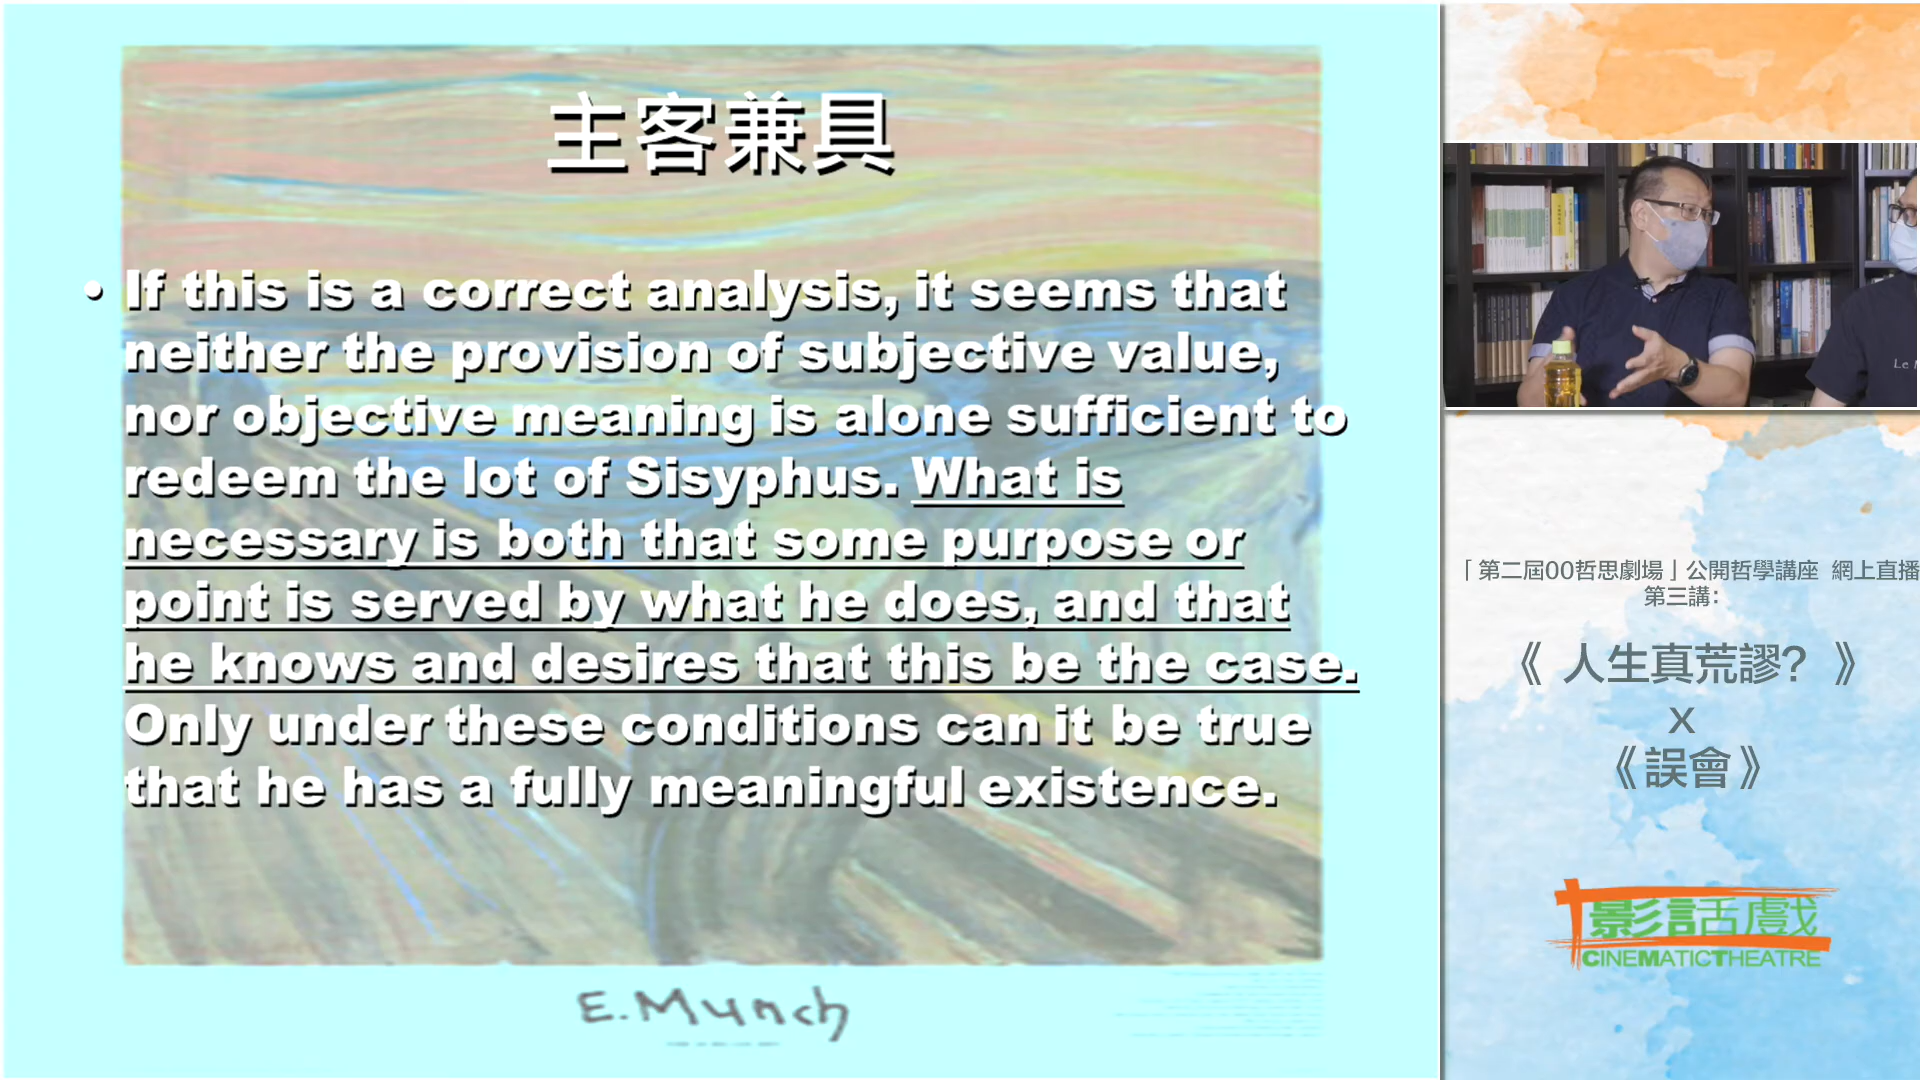 主客兼具
• If this is a correct analysis, it seems that
neither the provision of subjective value,
nor objective meaning is alone sufficient to
redeem the lot of Sisyphus. What is
necessary is both that some purpose or
point is served by what he does, and that
he knows and desires that this be the case.
Only under these conditions can it be true
that he has a fully meaningful existence.
E.Munch
「第二屆00哲思劇場」公開哲學講座 網上直播
第三講：
《 人生真荒謬？ 》
x
《誤會》
影話戲
CINEMATICTHEATRE